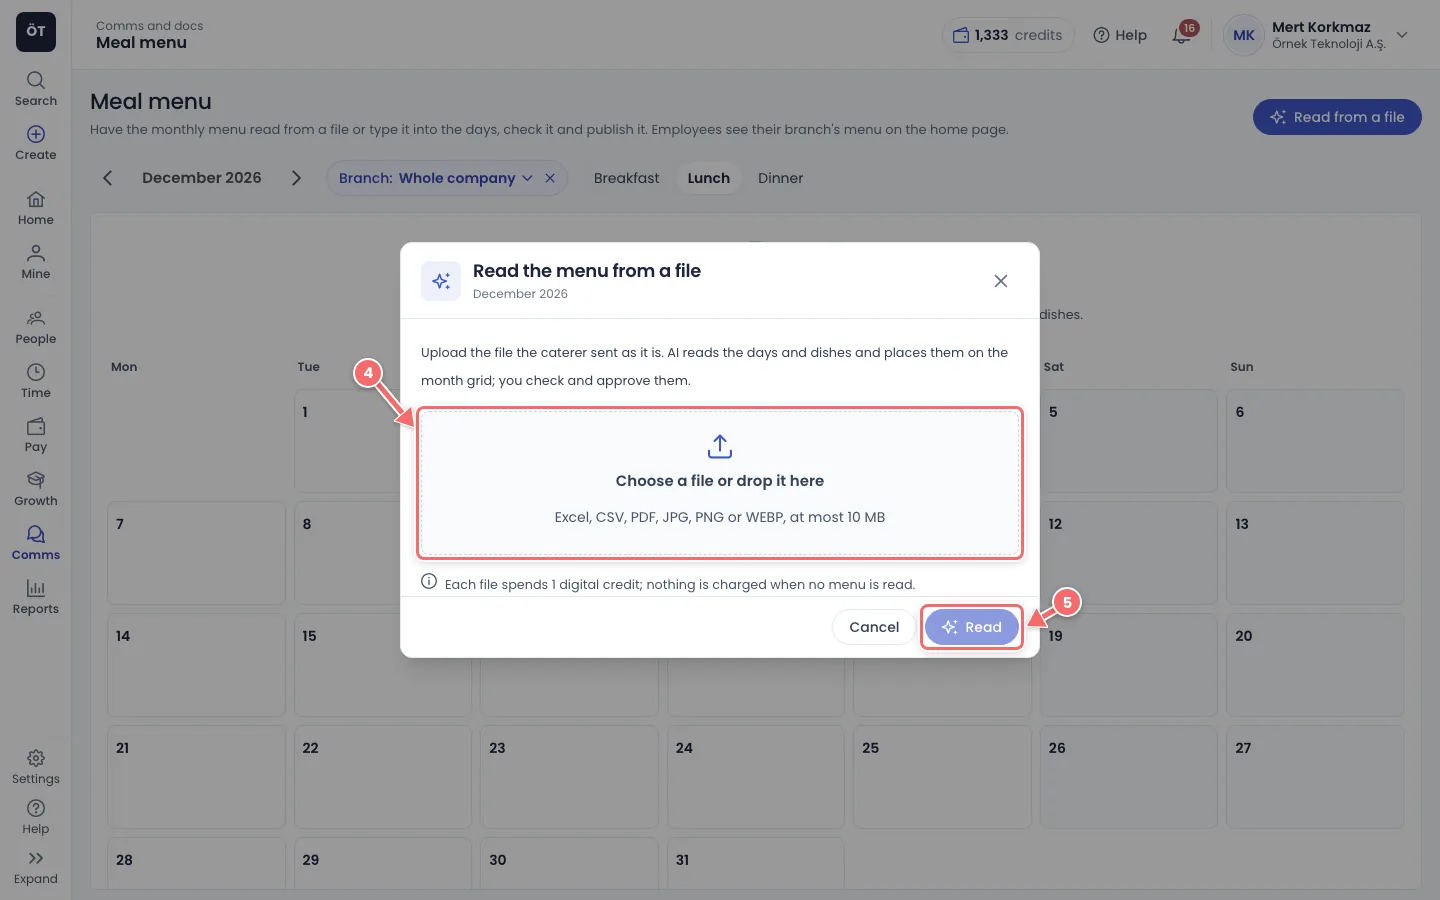 ÖT
Comms and docs
Meal menu
1,333 credits
Help
16
MK
Mert Korkmaz
Örnek Teknoloji A.Ş.
Search
Create
Home
Mine
People
Time
Pay
Growth
Comms
Reports
Settings
Help
Expand
Meal menu
Have the monthly menu read from a file or type it into the days, check it and publish it. Employees see their branch's menu on the home page.
Read from a file
December 2026
Branch: Whole company
Breakfast
Lunch
Dinner
dishes.
Mon
Tue
Sat
Sun
1
5
6
7
8
12
13
14
15
19
20
21
22
23
24
25
26
27
28
29
30
31
Read the menu from a file
December 2026
Upload the file the caterer sent as it is. AI reads the days and dishes and places them on the
month grid; you check and approve them.
4
Choose a file or drop it here
Excel, CSV, PDF, JPG, PNG or WEBP, at most 10 MB
Each file spends 1 digital credit; nothing is charged when no menu is read.
Cancel
Read
5